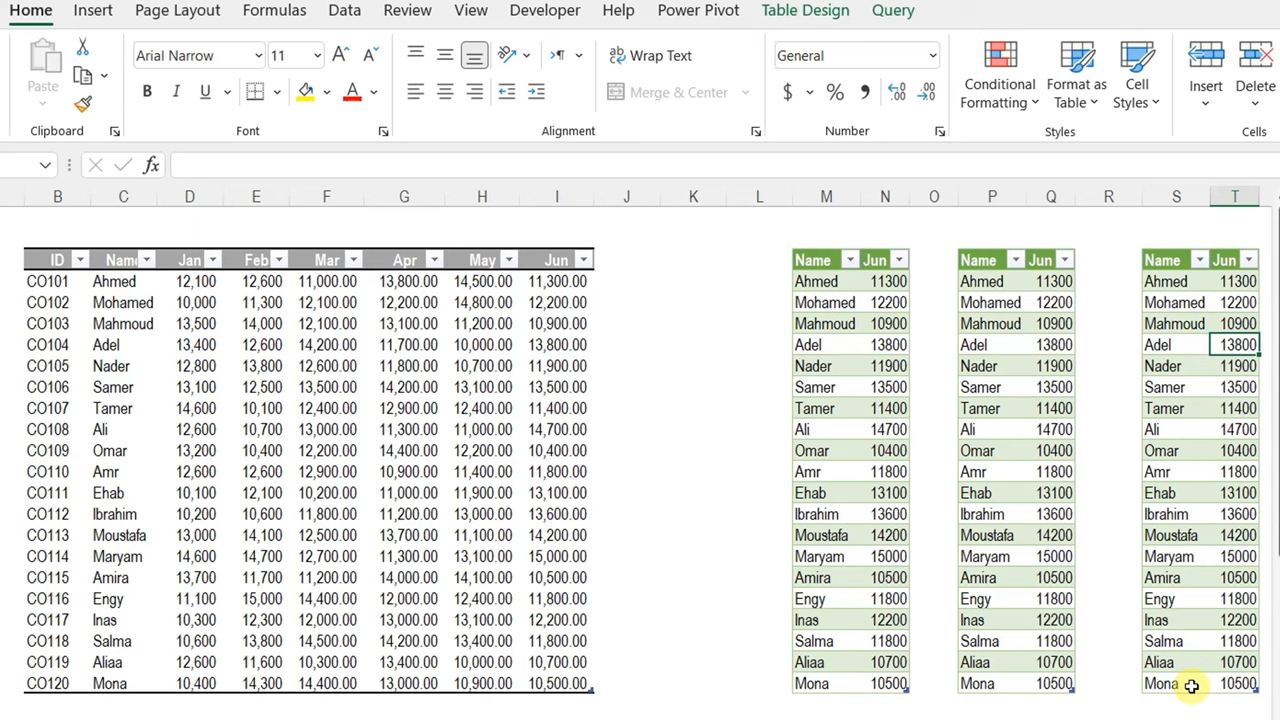 Home Insert Page Layout Formulas Data Review View Developer Help Power Pivot Table Design Query
Arial Narrow 11 Wrap Text General
Paste B I U A Merge & Center $ % Conditional Formatting Format as Table Cell Styles Insert Delete
Clipboard Font Alignment Number Styles Cells
fx
B C D E F G H I J K L M N O P Q R S T
ID Name Jan Feb Mar Apr May Jun Name Jun Name Jun Name Jun
CO101 Ahmed 12,100 12,600 11,000.00 13,800.00 14,500.00 11,300.00 Ahmed 11300 Ahmed 11300 Ahmed 11300
CO102 Mohamed 10,000 11,300 12,100.00 12,200.00 14,800.00 12,200.00 Mohamed 12200 Mohamed 12200 Mohamed 12200
CO103 Mahmoud 13,500 14,000 12,100.00 13,100.00 11,200.00 10,900.00 Mahmoud 10900 Mahmoud 10900 Mahmoud 10900
CO104 Adel 13,400 12,600 14,200.00 11,700.00 10,000.00 13,800.00 Adel 13800 Adel 13800 Adel 13800
CO105 Nader 12,800 13,800 12,600.00 11,800.00 10,700.00 11,900.00 Nader 11900 Nader 11900 Nader 11900
CO106 Samer 13,100 12,500 13,500.00 14,200.00 13,100.00 13,500.00 Samer 13500 Samer 13500 Samer 13500
CO107 Tamer 14,600 10,100 12,400.00 12,900.00 12,400.00 11,400.00 Tamer 11400 Tamer 11400 Tamer 11400
CO108 Ali 12,600 10,700 13,000.00 11,300.00 11,000.00 14,700.00 Ali 14700 Ali 14700 Ali 14700
CO109 Omar 13,200 10,400 12,200.00 14,400.00 12,200.00 10,400.00 Omar 10400 Omar 10400 Omar 10400
CO110 Amr 12,600 12,600 12,900.00 10,900.00 11,400.00 11,800.00 Amr 11800 Amr 11800 Amr 11800
CO111 Ehab 10,100 12,100 10,200.00 11,000.00 11,900.00 13,100.00 Ehab 13100 Ehab 13100 Ehab 13100
CO112 Ibrahim 10,200 10,600 11,800.00 11,200.00 13,000.00 13,600.00 Ibrahim 13600 Ibrahim 13600 Ibrahim 13600
CO113 Moustafa 13,000 14,100 12,500.00 13,700.00 11,100.00 14,200.00 Moustafa 14200 Moustafa 14200 Moustafa 14200
CO114 Maryam 14,600 14,700 12,700.00 11,300.00 13,100.00 15,000.00 Maryam 15000 Maryam 15000 Maryam 15000
CO115 Amira 13,700 11,700 11,200.00 14,000.00 14,100.00 10,500.00 Amira 10500 Amira 10500 Amira 10500
CO116 Engy 11,100 15,000 14,400.00 12,400.00 10,600.00 11,800.00 Engy 11800 Engy 11800 Engy 11800
CO117 Inas 10,300 12,300 12,000.00 13,000.00 13,100.00 12,200.00 Inas 12200 Inas 12200 Inas 12200
CO118 Salma 10,600 13,800 14,500.00 14,200.00 13,400.00 11,800.00 Salma 11800 Salma 11800 Salma 11800
CO119 Aliaa 12,600 11,600 10,300.00 13,400.00 10,000.00 10,700.00 Aliaa 10700 Aliaa 10700 Aliaa 10700
CO120 Mona 10,400 14,300 14,400.00 13,000.00 10,900.00 10,500.00 Mona 10500 Mona 10500 Mona 10500